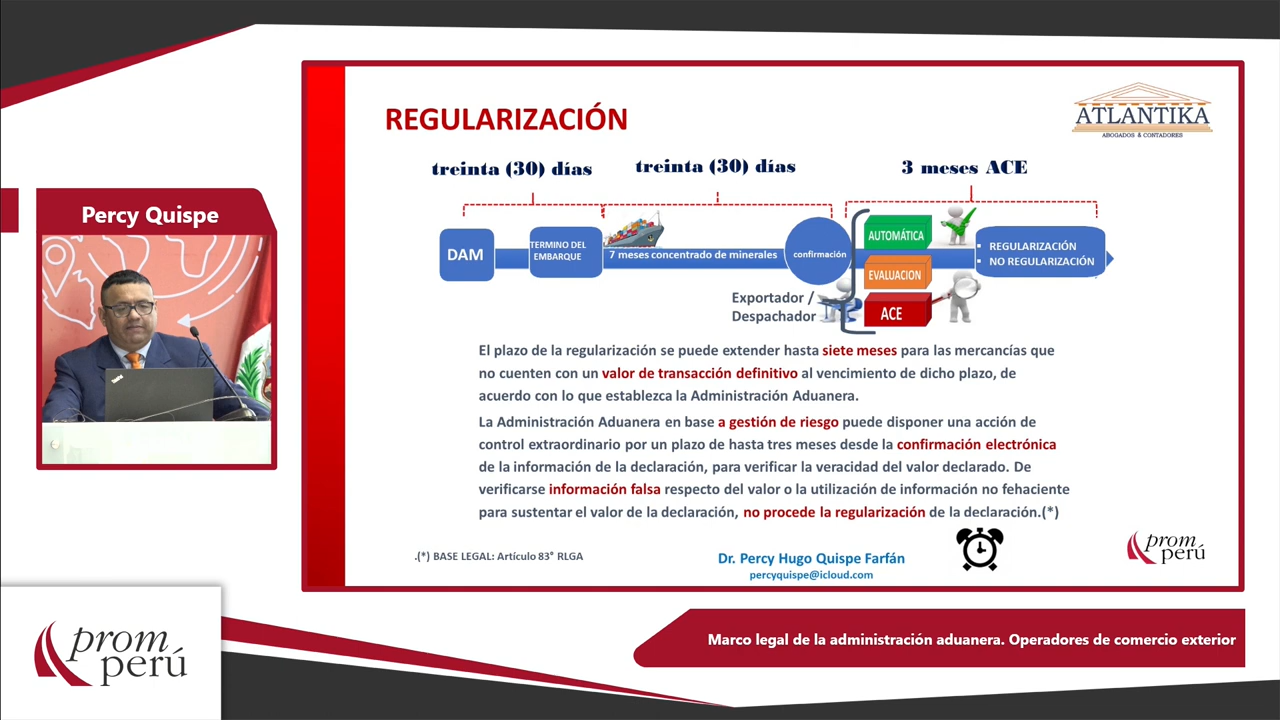 Percy Quispe
REGULARIZACIÓN
ATLANTIKA
ABOGADOS & CONTADORES
treinta (30) días
treinta (30) días
3 meses ACE
DAM
TERMINO DEL
EMBARQUE
7 meses concentrado de minerales
confirmación
AUTOMÁTICA
EVALUACION
ACE
REGULARIZACIÓN
NO REGULARIZACIÓN
Exportador /
Despachador
El plazo de la regularización se puede extender hasta siete meses para las mercancías que
no cuenten con un valor de transacción definitivo al vencimiento de dicho plazo, de
acuerdo con lo que establezca la Administración Aduanera.
La Administración Aduanera en base a gestión de riesgo puede disponer una acción de
control extraordinario por un plazo de hasta tres meses desde la confirmación electrónica
de la información de la declaración, para verificar la veracidad del valor declarado. De
verificarse información falsa respecto del valor o la utilización de información no fehaciente
para sustentar el valor de la declaración, no procede la regularización de la declaración.(*)
.(*) BASE LEGAL: Artículo 83° RLGA
Dr. Percy Hugo Quispe Farfán
percyquispe@icloud.com
prom
perú
prom
perú
Marco legal de la administración aduanera. Operadores de comercio exterior